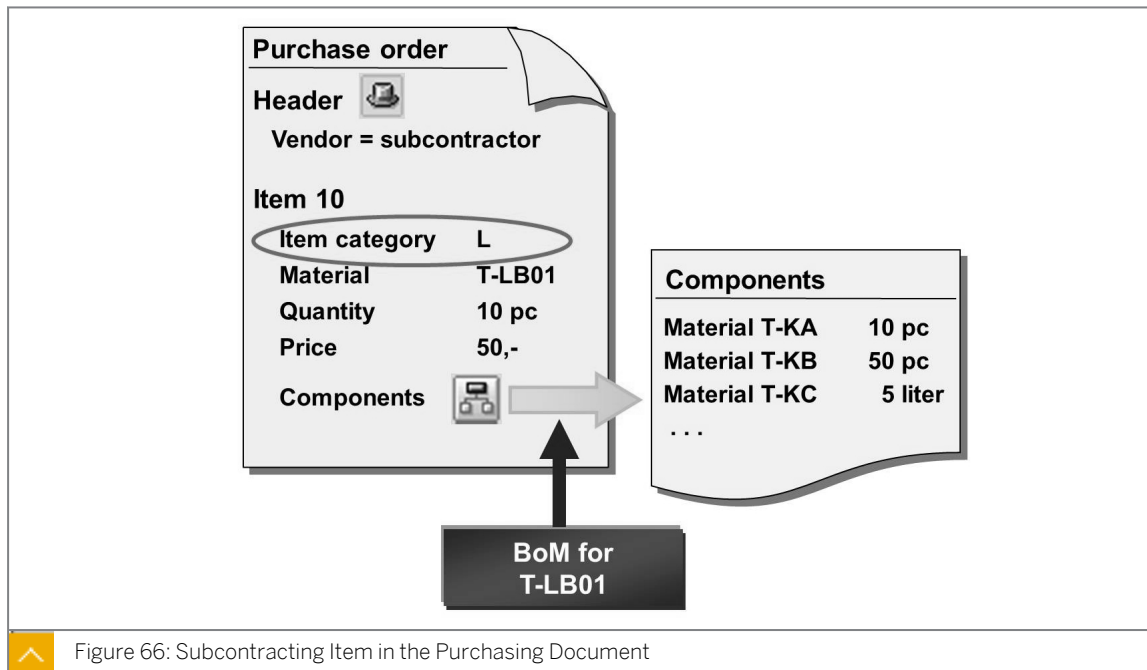 Purchase order
Header
Vendor = subcontractor
Item 10
Item category L
Material T-LB01
Quantity 10 pc
Price 50,-
Components
Components
Material T-KA 10 pc
Material T-KB 50 pc
Material T-KC 5 liter
. . .
BoM for
T-LB01
Figure 66: Subcontracting Item in the Purchasing Document